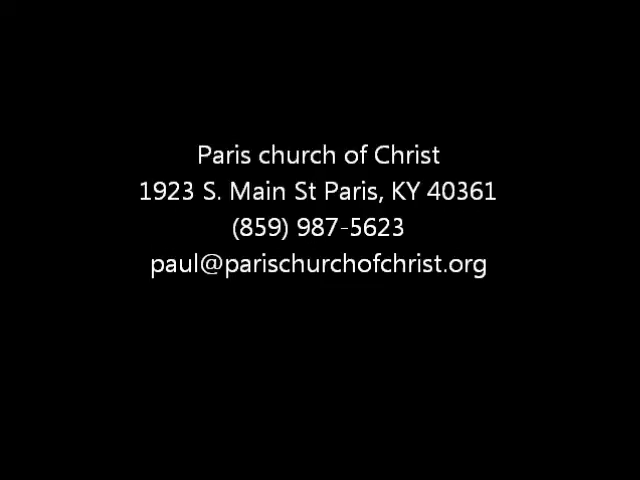 Paris church of Christ
1923 S. Main St Paris, KY 40361
(859) 987-5623
paul@parischurchofchrist.org